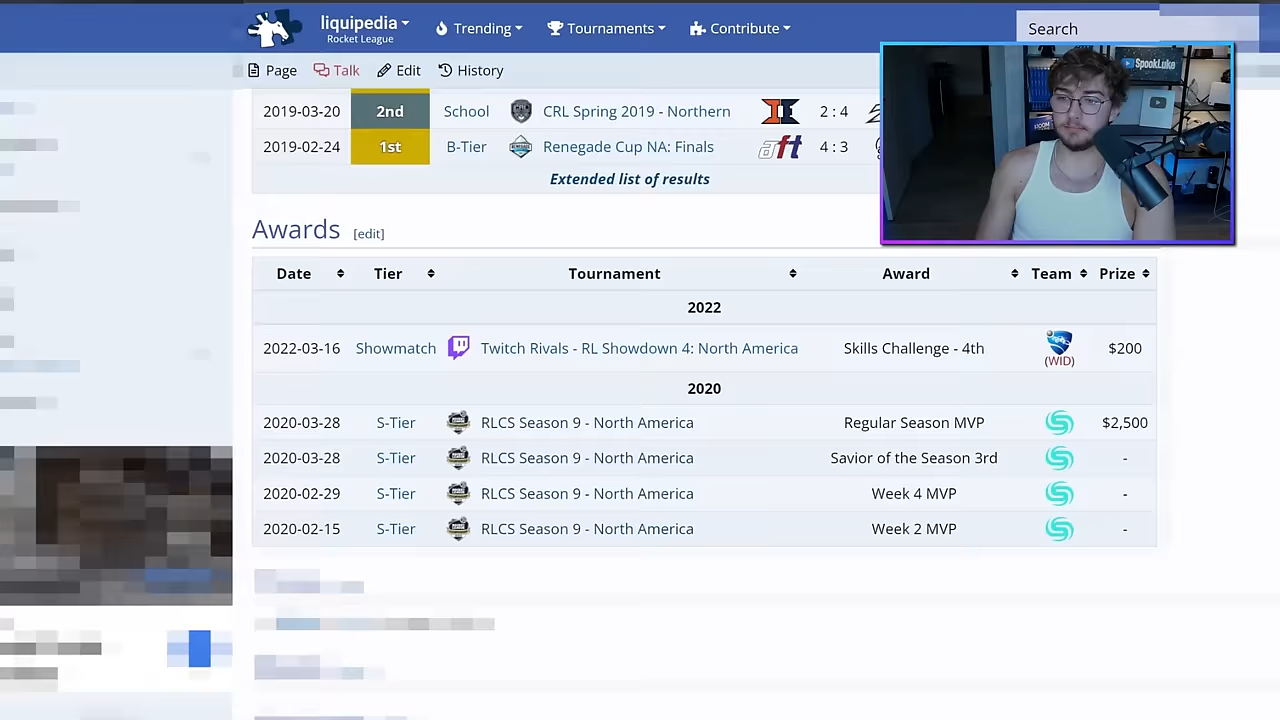 liquipedia
Rocket League
Trending
Tournaments
Contribute
Search
Page
Talk
Edit
History
SpookLuke
2019-03-20 2nd School CRL Spring 2019 - Northern 2 : 4
2019-02-24 1st B-Tier Renegade Cup NA: Finals aft 4 : 3
Extended list of results
Awards [edit]
Date Tier Tournament Award Team Prize
2022
2022-03-16 Showmatch Twitch Rivals - RL Showdown 4: North America Skills Challenge - 4th (WID) $200
2020
2020-03-28 S-Tier RLCS Season 9 - North America Regular Season MVP $2,500
2020-03-28 S-Tier RLCS Season 9 - North America Savior of the Season 3rd -
2020-02-29 S-Tier RLCS Season 9 - North America Week 4 MVP -
2020-02-15 S-Tier RLCS Season 9 - North America Week 2 MVP -